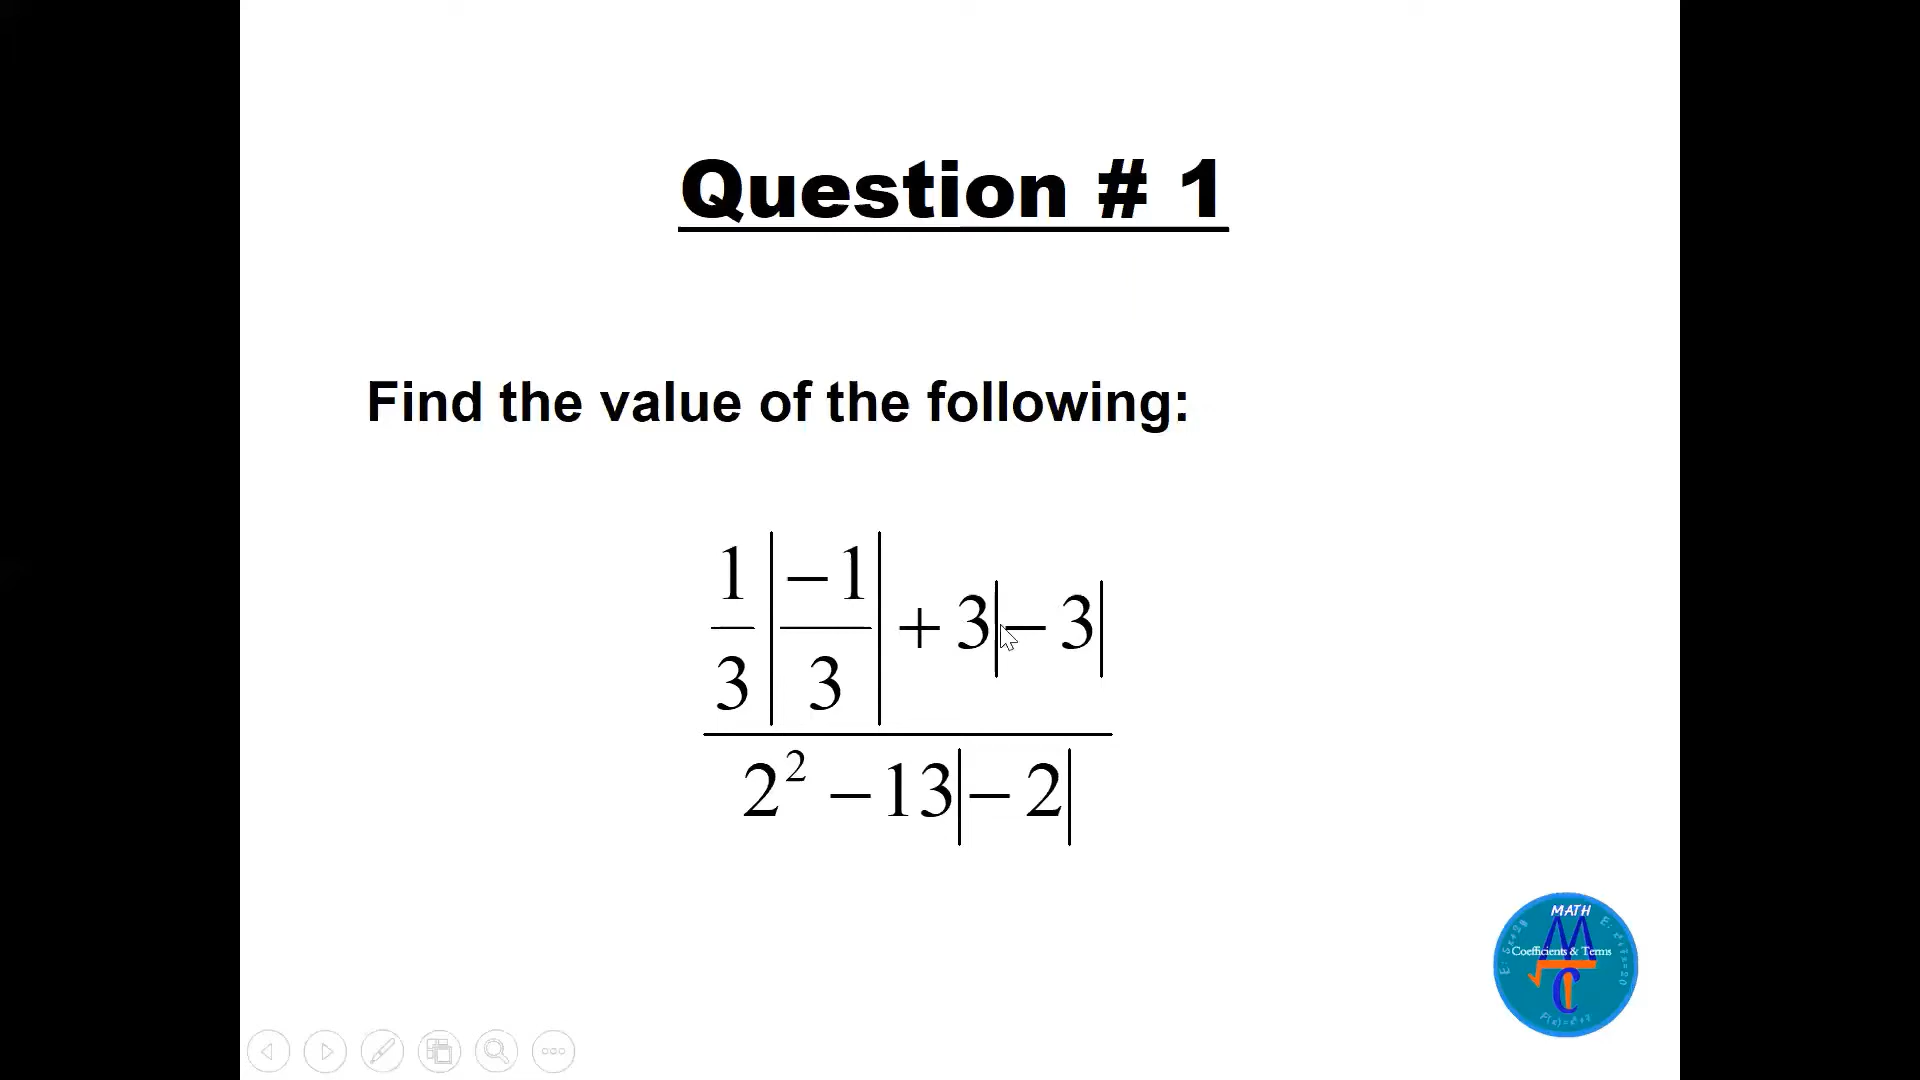 Question # 1
Find the value of the following:
1/3 |−1/3| + 3|−3|
2² − 13|−2|
MATH
Coefficients & Terms